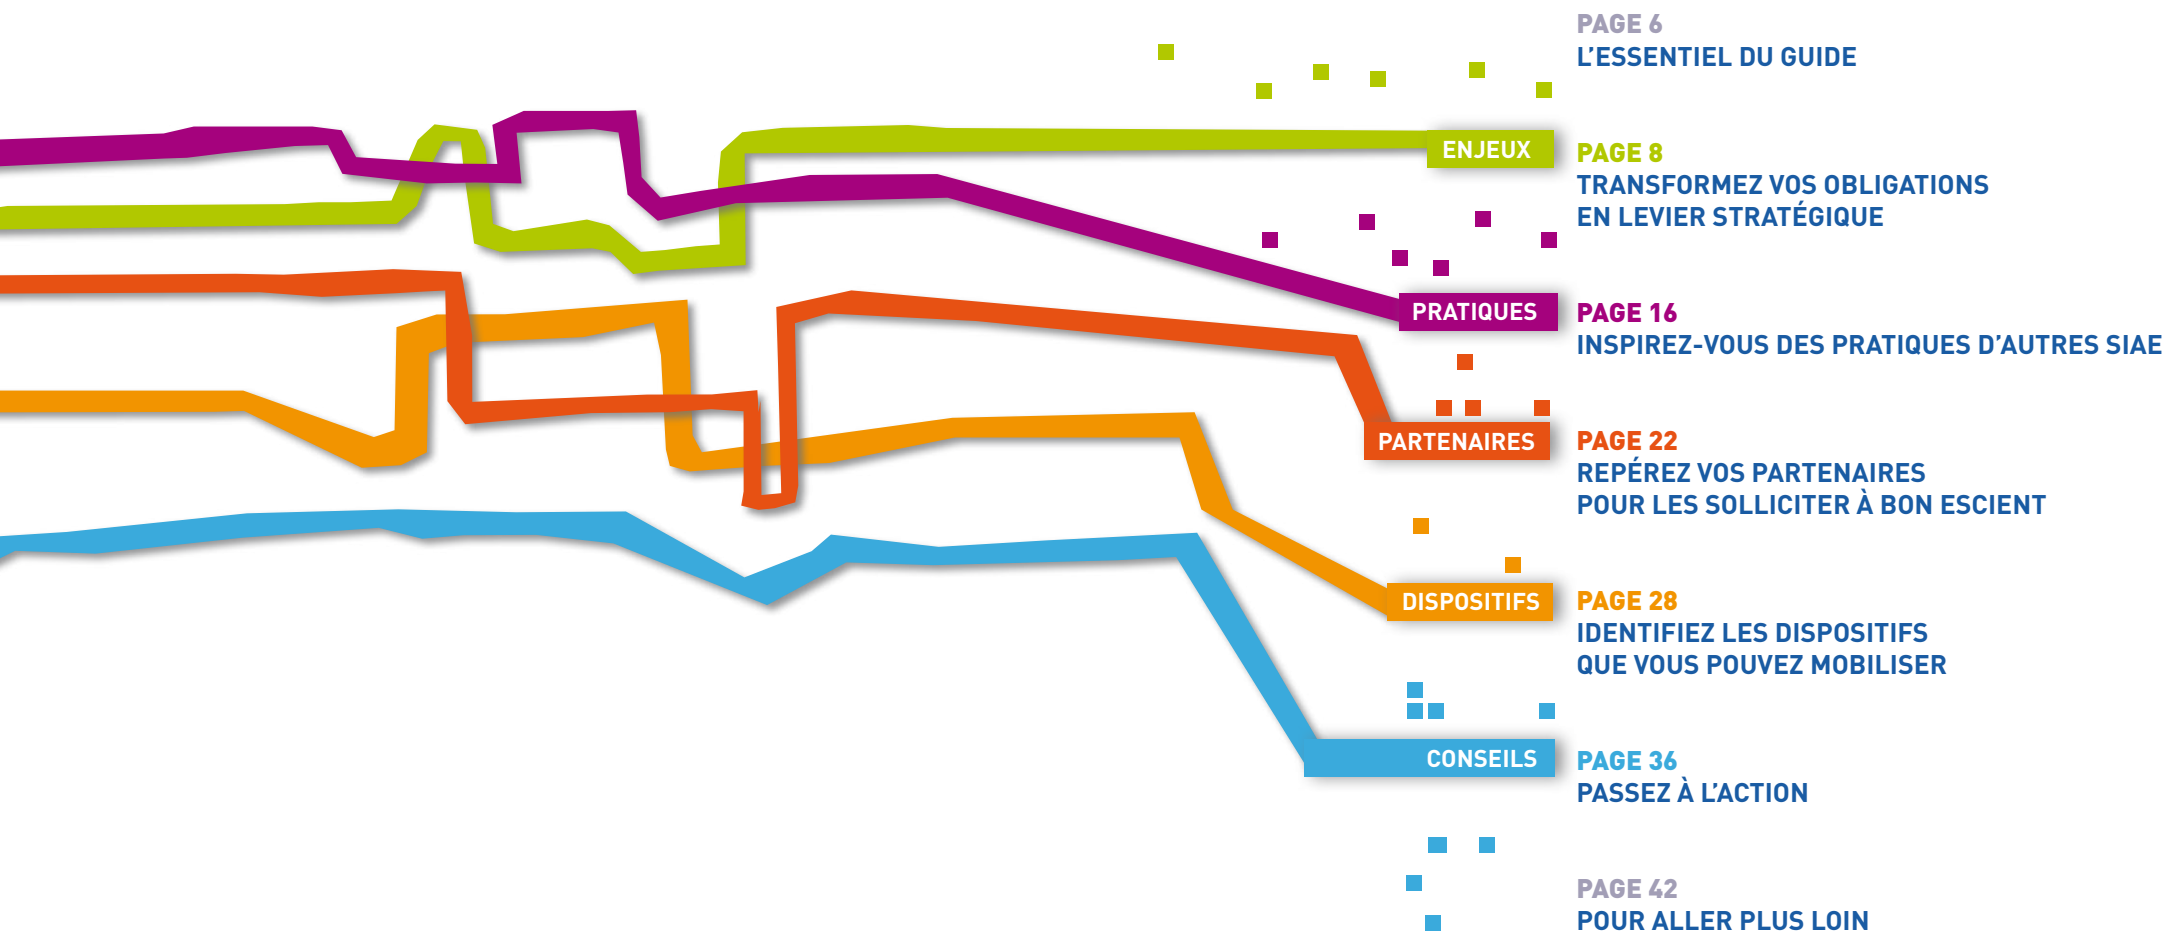 PAGE 6
L’ESSENTIEL DU GUIDE
ENJEUX
PAGE 8
TRANSFORMEZ VOS OBLIGATIONS
EN LEVIER STRATÉGIQUE
PRATIQUES
PAGE 16
INSPIREZ-VOUS DES PRATIQUES D’AUTRES SIAE
PARTENAIRES
PAGE 22
REPÉREZ VOS PARTENAIRES
POUR LES SOLLICITER À BON ESCIENT
DISPOSITIFS
PAGE 28
IDENTIFIEZ LES DISPOSITIFS
QUE VOUS POUVEZ MOBILISER
CONSEILS
PAGE 36
PASSEZ À L’ACTION
PAGE 42
POUR ALLER PLUS LOIN